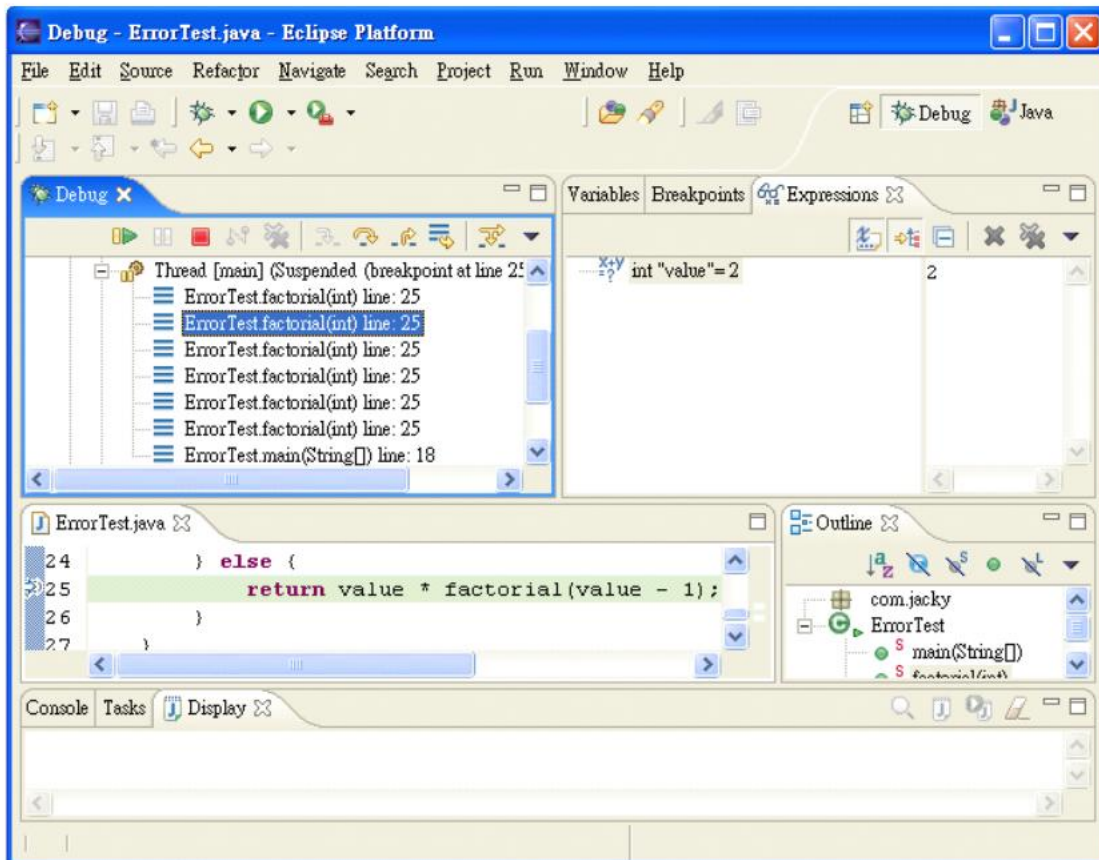 Debug - ErrorTest.java - Eclipse Platform
File Edit Source Refactor Navigate Search Project Run Window Help
Debug Java
Debug
Thread [main] (Suspended (breakpoint at line 25
ErrorTest.factorial(int) line: 25
ErrorTest.factorial(int) line: 25
ErrorTest.factorial(int) line: 25
ErrorTest.factorial(int) line: 25
ErrorTest.factorial(int) line: 25
ErrorTest.factorial(int) line: 25
ErrorTest.main(String[]) line: 18
Variables Breakpoints Expressions
x+y =? int "value"= 2 2
ErrorTest.java
24 } else {
25 return value * factorial(value - 1);
26 }
27 }
Outline
com.jacky
ErrorTest
S main(String[])
S factorial(int)
Console Tasks Display